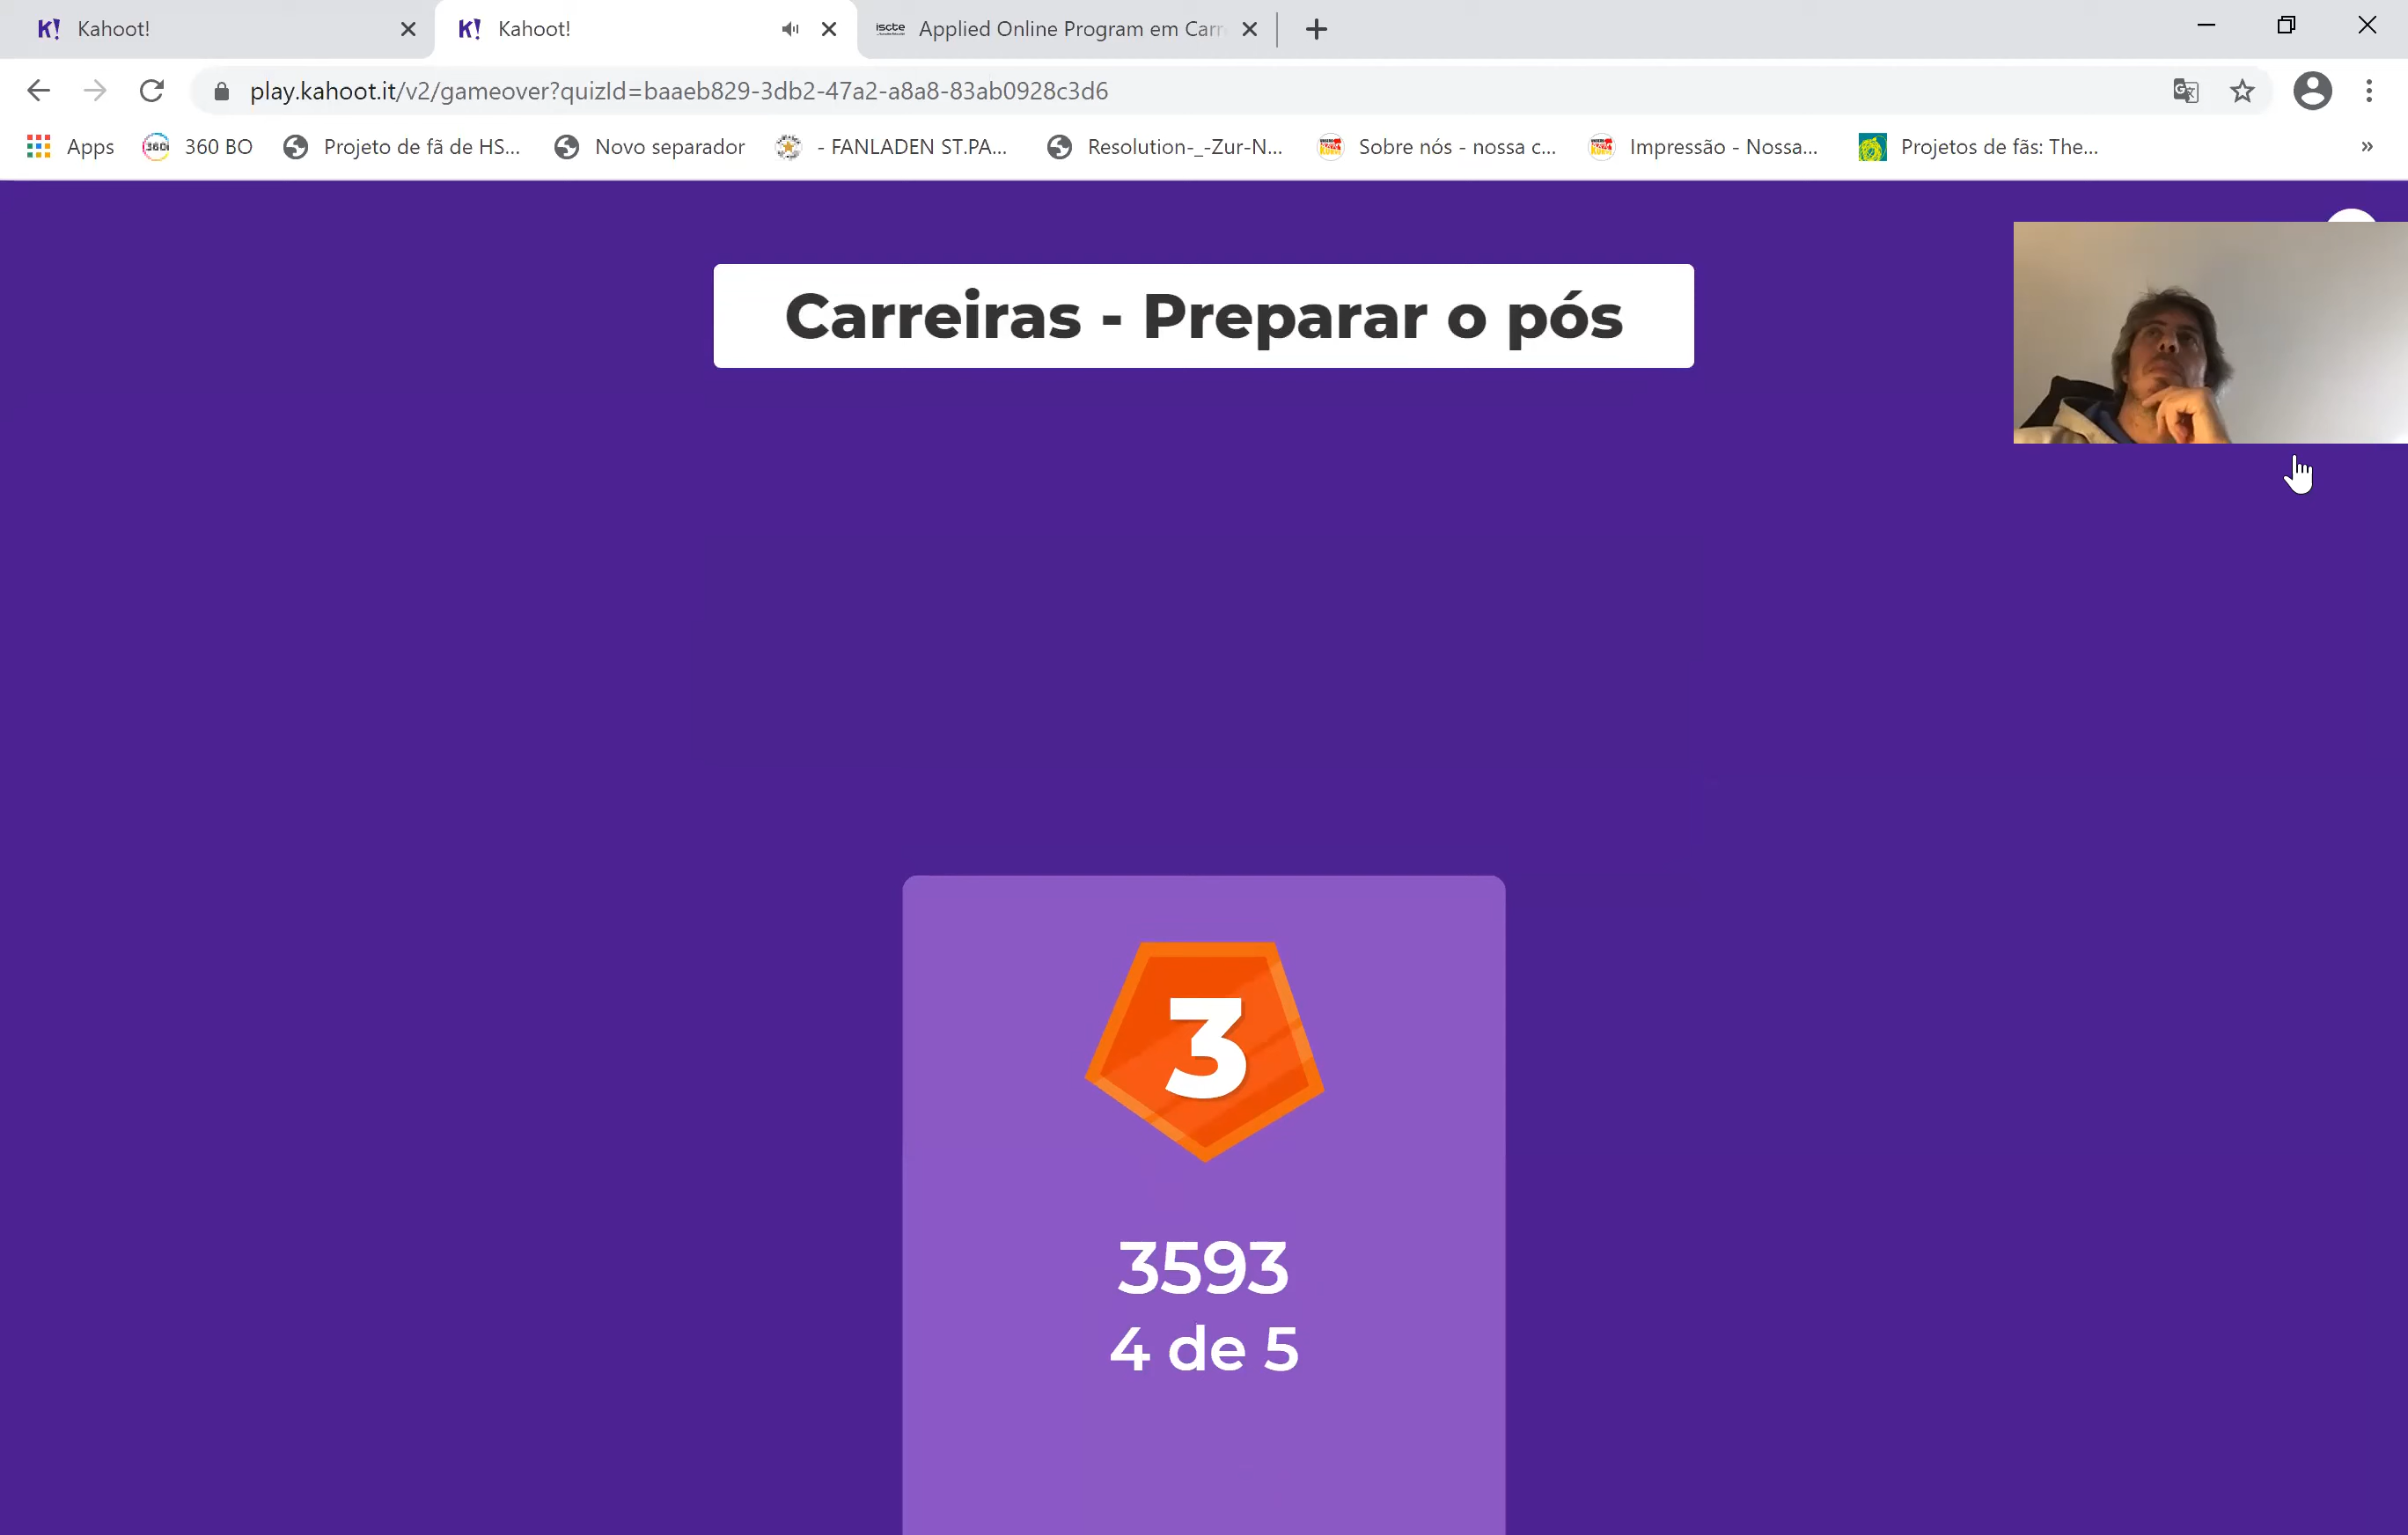 K! Kahoot!
K! Kahoot!
iscte Applied Online Program em Carr
play.kahoot.it/v2/gameover?quizId=baaeb829-3db2-47a2-a8a8-83ab0928c3d6
Apps
360 BO
Projeto de fã de HS...
Novo separador
- FANLADEN ST.PA...
Resolution-_-Zur-N...
Sobre nós - nossa c...
Impressão - Nossa...
Projetos de fãs: The...
»
Carreiras - Preparar o pós
3
3593
4 de 5